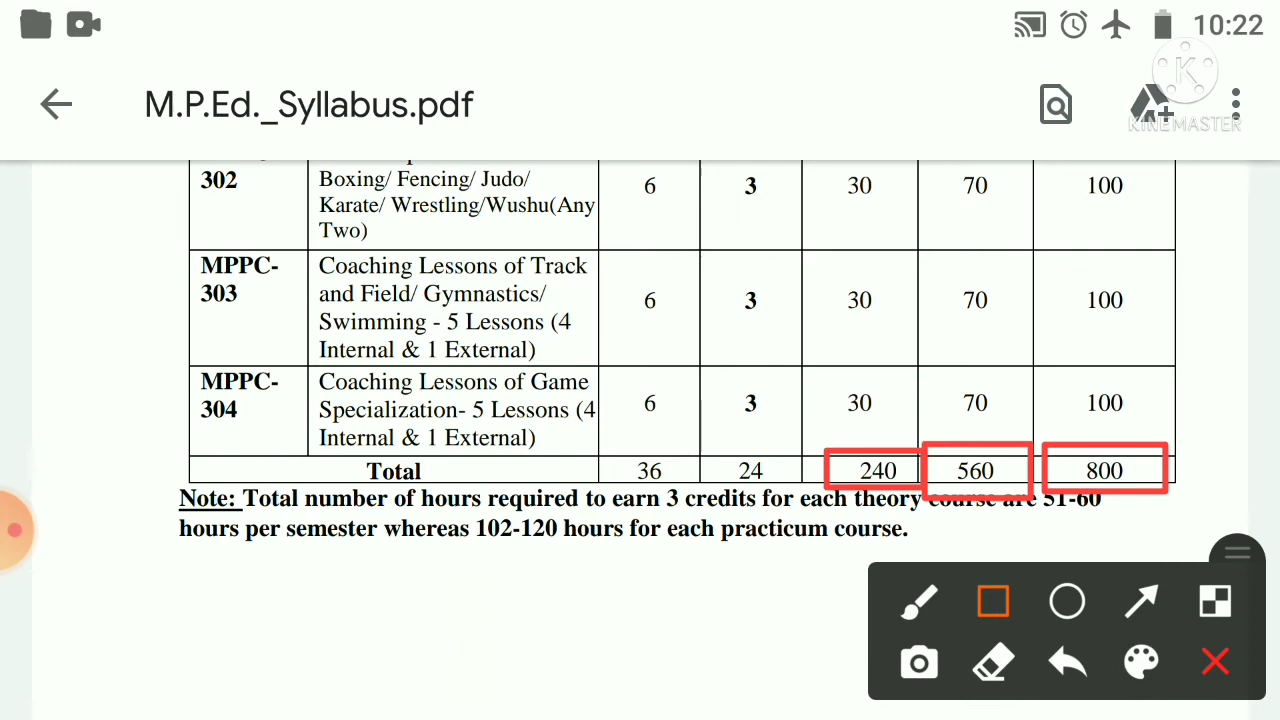 10:22
M.P.Ed._Syllabus.pdf
K
KINEMASTER
302 Boxing/ Fencing/ Judo/ 6 3 30 70 100
Karate/ Wrestling/Wushu(Any
Two)
MPPC- Coaching Lessons of Track
303 and Field/ Gymnastics/ 6 3 30 70 100
Swimming - 5 Lessons (4
Internal & 1 External)
MPPC- Coaching Lessons of Game
304 Specialization- 5 Lessons (4 6 3 30 70 100
Internal & 1 External)
Total 36 24 240 560 800
Note: Total number of hours required to earn 3 credits for each theory course are 51-60
hours per semester whereas 102-120 hours for each practicum course.